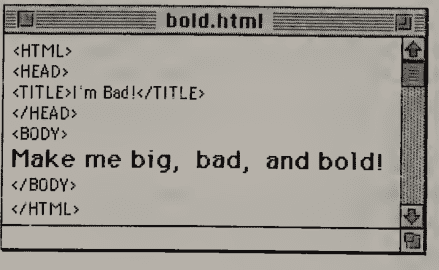 bold.html
<HTML>
<HEAD>
<TITLE>I'm Bad!</TITLE>
</HEAD>
<BODY>
Make me big, bad, and bold!
</BODY>
</HTML>